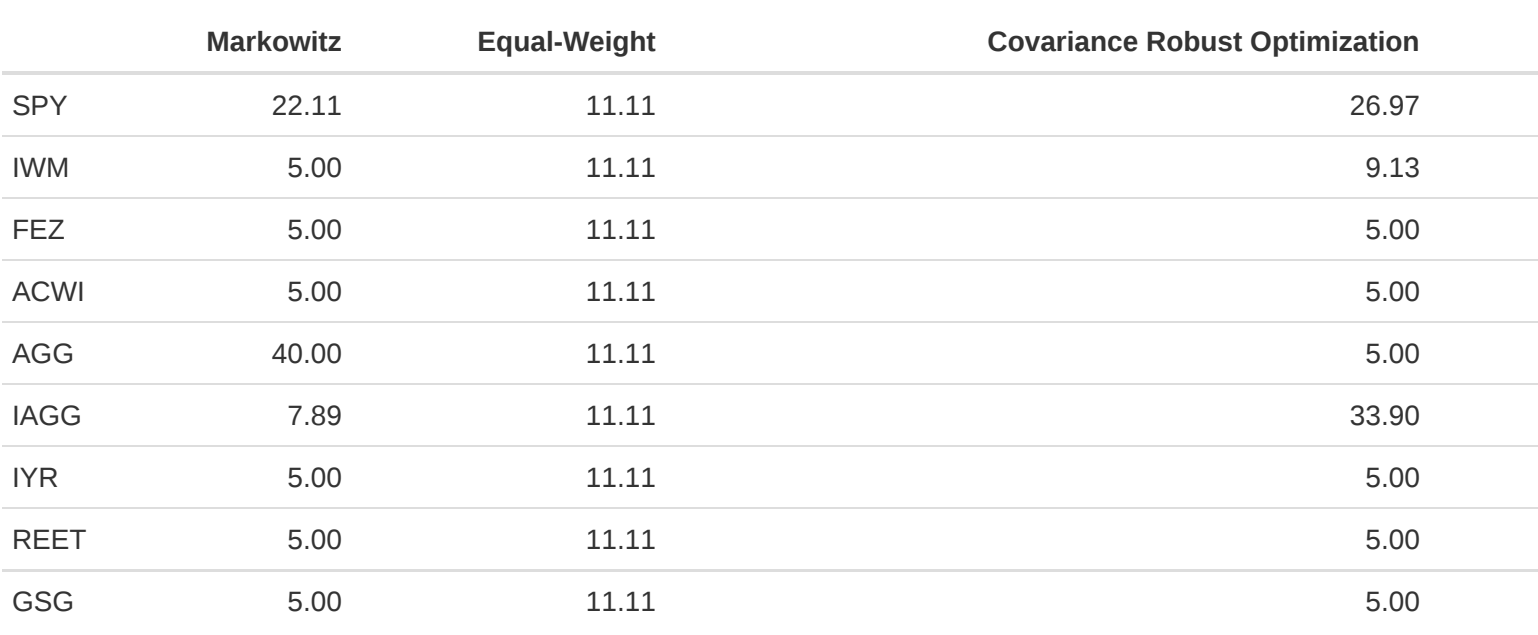 Markowitz Equal-Weight Covariance Robust Optimization
SPY 22.11 11.11 26.97
IWM 5.00 11.11 9.13
FEZ 5.00 11.11 5.00
ACWI 5.00 11.11 5.00
AGG 40.00 11.11 5.00
IAGG 7.89 11.11 33.90
IYR 5.00 11.11 5.00
REET 5.00 11.11 5.00
GSG 5.00 11.11 5.00